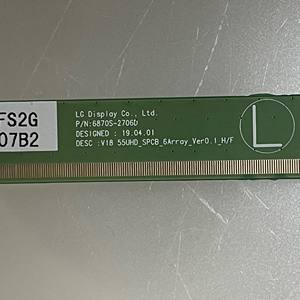 FS2G
07B2
LG Display Co., Ltd.
P/N:6870S-2706D
DESIGNED : 19.04.01
DESC :V18 55UHD_SPCB_6Array_Ver0.1_H/F
L